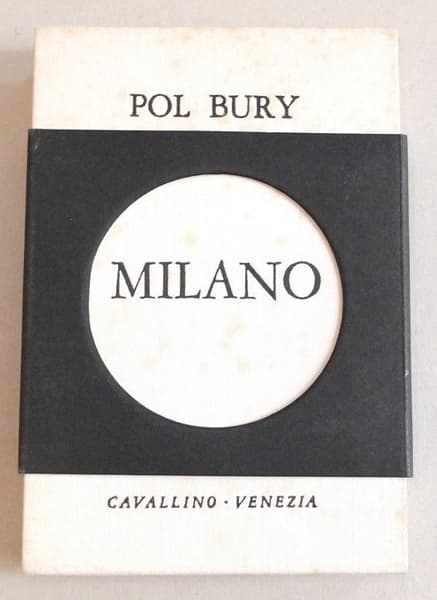 POL BURY
MILANO
CAVALLINO · VENEZIA